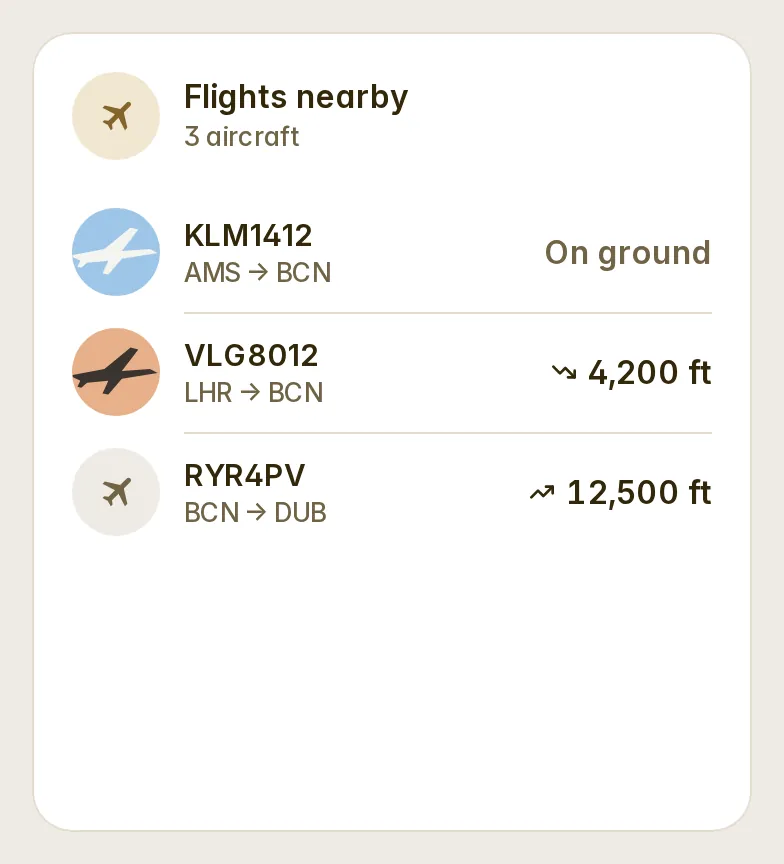 Flights nearby
3 aircraft
KLM1412
AMS → BCN
On ground
VLG8012
LHR → BCN
4,200 ft
RYR4PV
BCN → DUB
12,500 ft